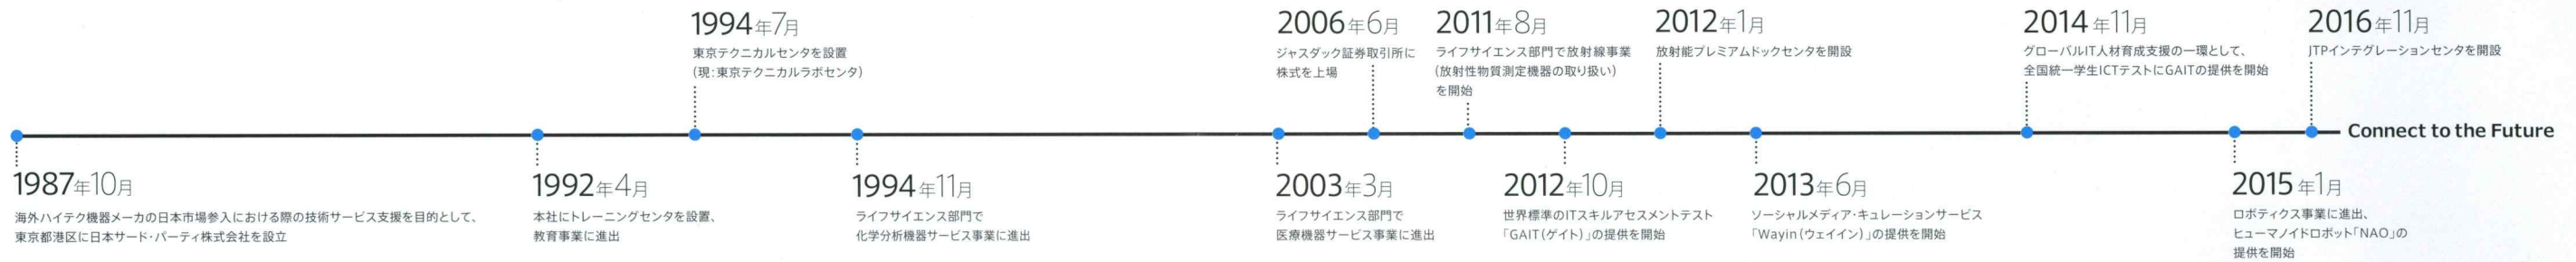 1987年10月
海外ハイテク機器メーカの日本市場参入における際の技術サービス支援を目的として、
東京都港区に日本サード・パーティ株式会社を設立
1992年4月
本社にトレーニングセンタを設置、
教育事業に進出
1994年7月
東京テクニカルセンタを設置
(現:東京テクニカルラボセンタ)
1994年11月
ライフサイエンス部門で
化学分析機器サービス事業に進出
2003年3月
ライフサイエンス部門で
医療機器サービス事業に進出
2006年6月
ジャスダック証券取引所に
株式を上場
2011年8月
ライフサイエンス部門で放射線事業
(放射性物質測定機器の取り扱い)
を開始
2012年10月
世界標準のITスキルアセスメントテスト
「GAIT(ゲイト)」の提供を開始
2012年1月
放射能プレミアムドックセンタを開設
2013年6月
ソーシャルメディア・キュレーションサービス
「Wayin(ウェイイン)」の提供を開始
2014年11月
グローバルIT人材育成支援の一環として、
全国統一学生ICTテストにGAITの提供を開始
2015年1月
ロボティクス事業に進出、
ヒューマノイドロボット「NAO」の
提供を開始
2016年11月
JTPインテグレーションセンタを開設
Connect to the Future